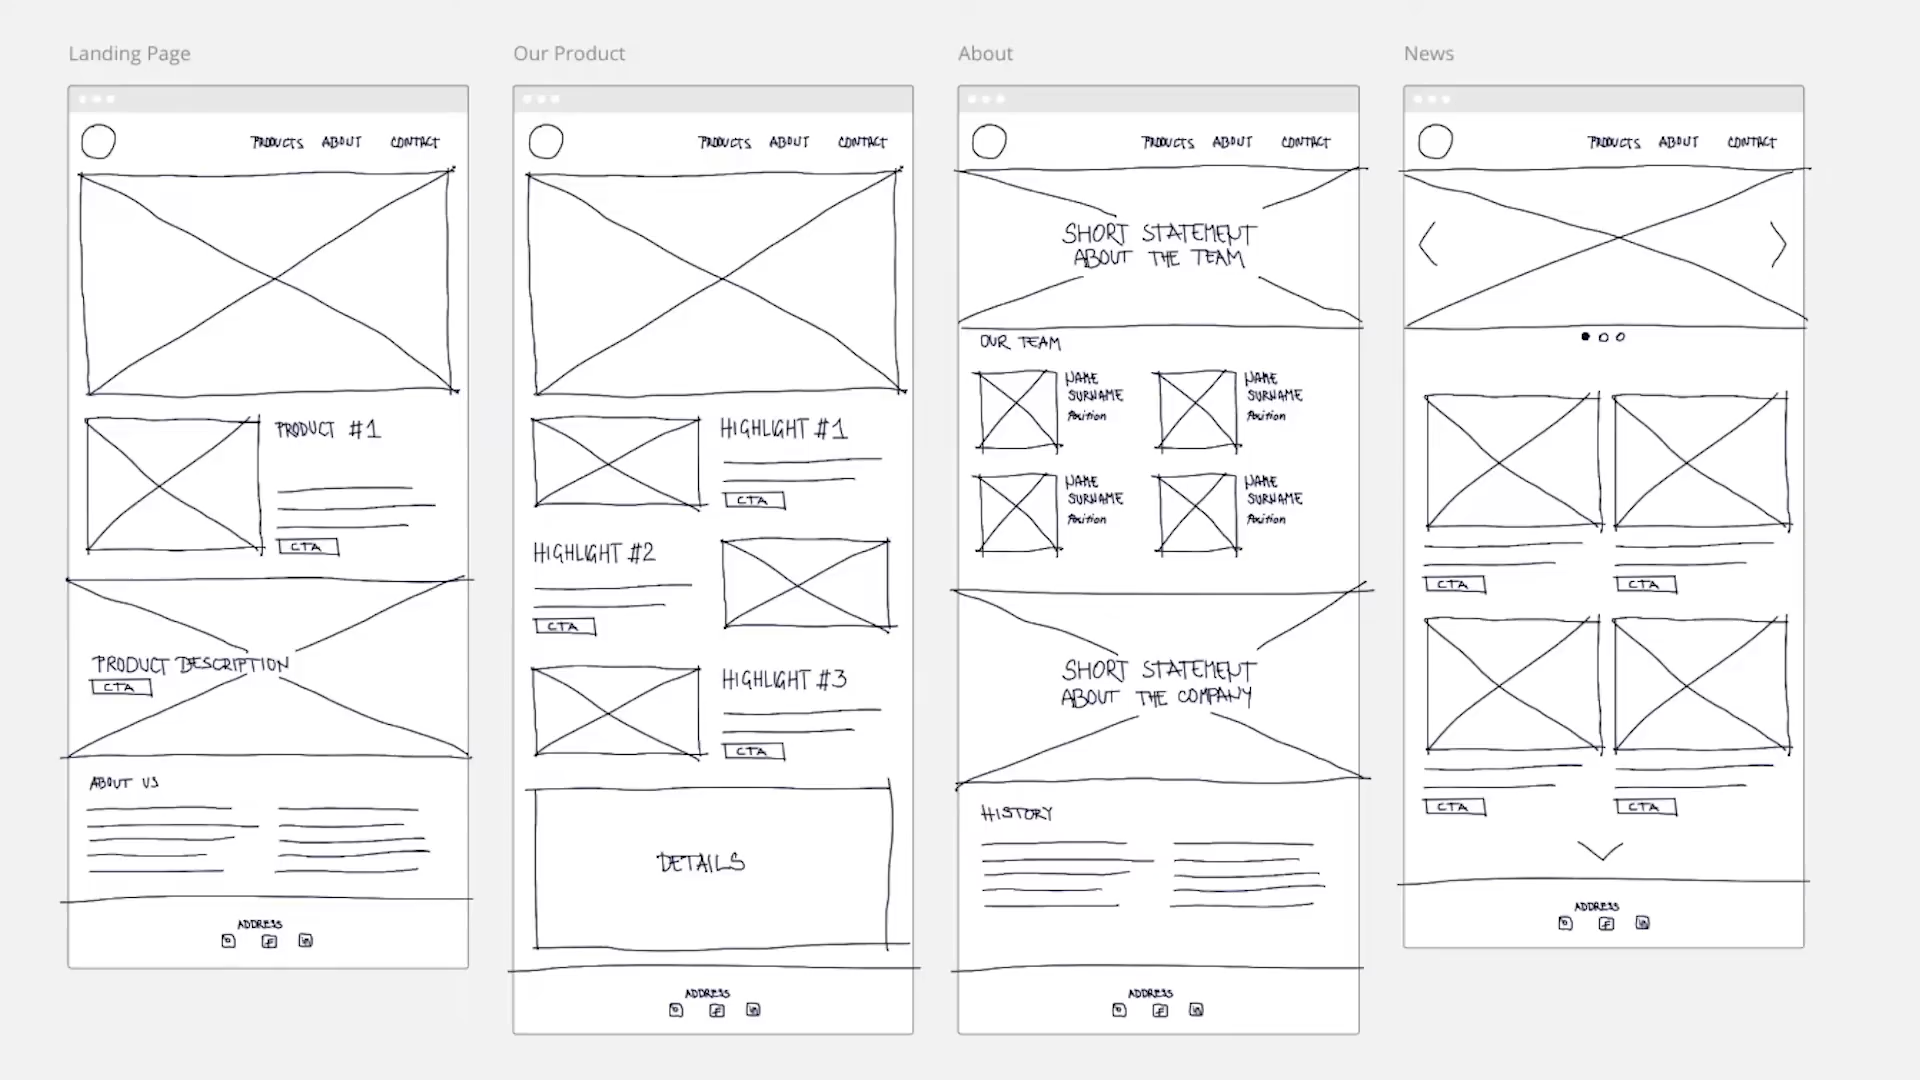 Landing Page
PRODUCTS ABOUT CONTACT
PRODUCT #1
CTA
PRODUCT DESCRIPTION
CTA
ABOUT US
ADDRESS
Our Product
PRODUCTS ABOUT CONTACT
HIGHLIGHT #1
CTA
HIGHLIGHT #2
CTA
HIGHLIGHT #3
CTA
DETAILS
ADDRESS
About
PRODUCTS ABOUT CONTACT
SHORT STATEMENT
ABOUT THE TEAM
OUR TEAM
NAME
SURNAME
Position
NAME
SURNAME
Position
NAME
SURNAME
Position
NAME
SURNAME
Position
SHORT STATEMENT
ABOUT THE COMPANY
HISTORY
ADDRESS
News
PRODUCTS ABOUT CONTACT
CTA
CTA
CTA
CTA
ADDRESS